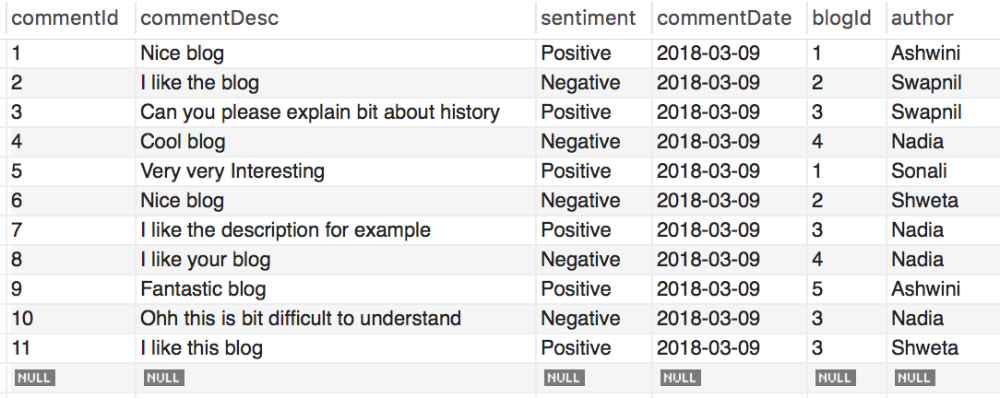 commentId commentDesc sentiment commentDate blogId author
1 Nice blog Positive 2018-03-09 1 Ashwini
2 I like the blog Negative 2018-03-09 2 Swapnil
3 Can you please explain bit about history Positive 2018-03-09 3 Swapnil
4 Cool blog Negative 2018-03-09 4 Nadia
5 Very very Interesting Positive 2018-03-09 1 Sonali
6 Nice blog Negative 2018-03-09 2 Shweta
7 I like the description for example Positive 2018-03-09 3 Nadia
8 I like your blog Negative 2018-03-09 4 Nadia
9 Fantastic blog Positive 2018-03-09 5 Ashwini
10 Ohh this is bit difficult to understand Negative 2018-03-09 3 Nadia
11 I like this blog Positive 2018-03-09 3 Shweta
NULL NULL NULL NULL NULL NULL